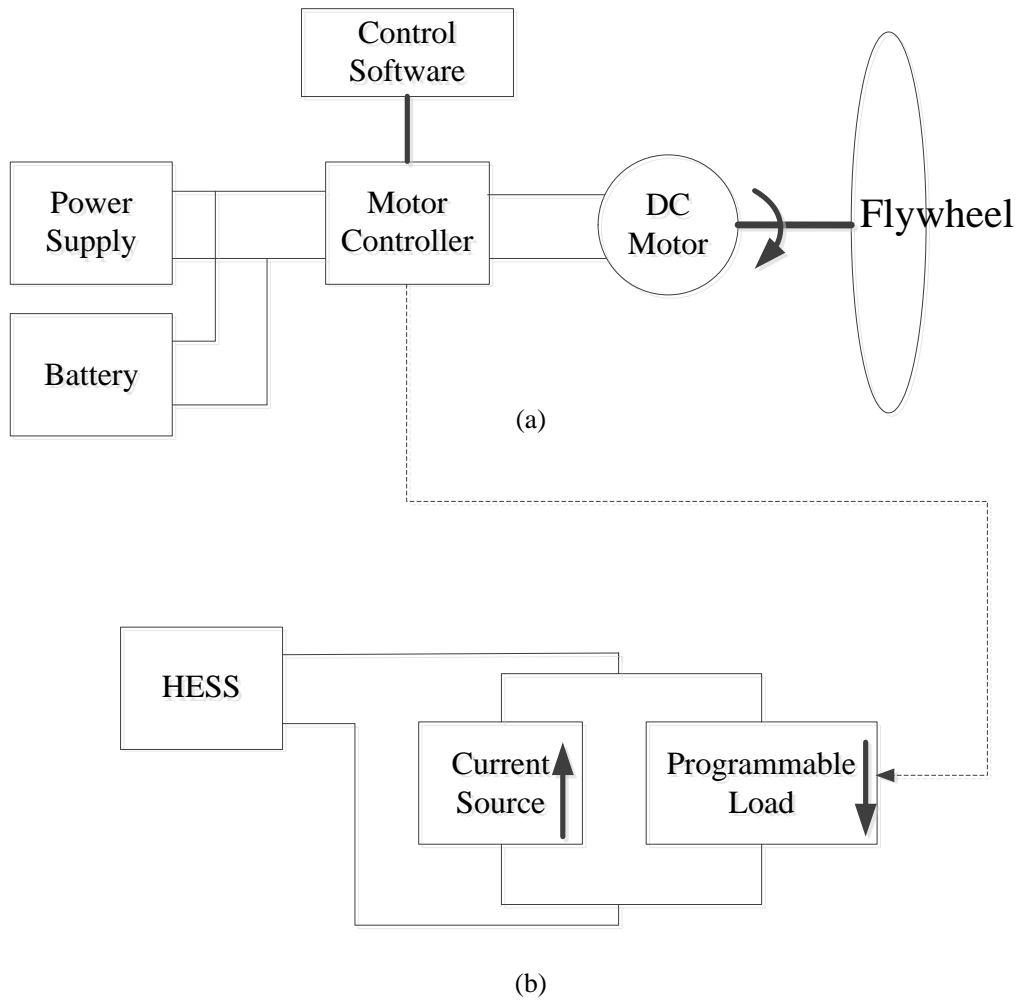 Control
Software
Power
Supply
Motor
Controller
DC
Motor
Flywheel
Battery
(a)
HESS
Current
Source
Programmable
Load
(b)